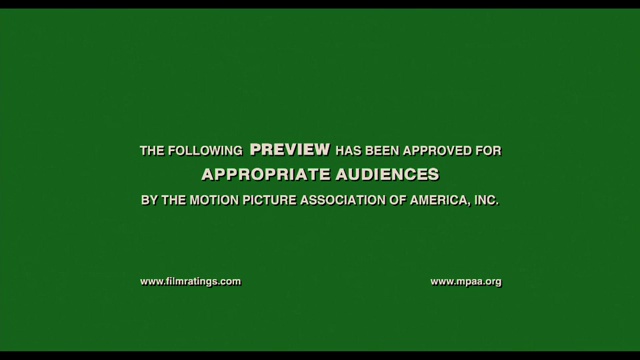 THE FOLLOWING PREVIEW HAS BEEN APPROVED FOR
APPROPRIATE AUDIENCES
BY THE MOTION PICTURE ASSOCIATION OF AMERICA, INC.
www.filmratings.com www.mpaa.org